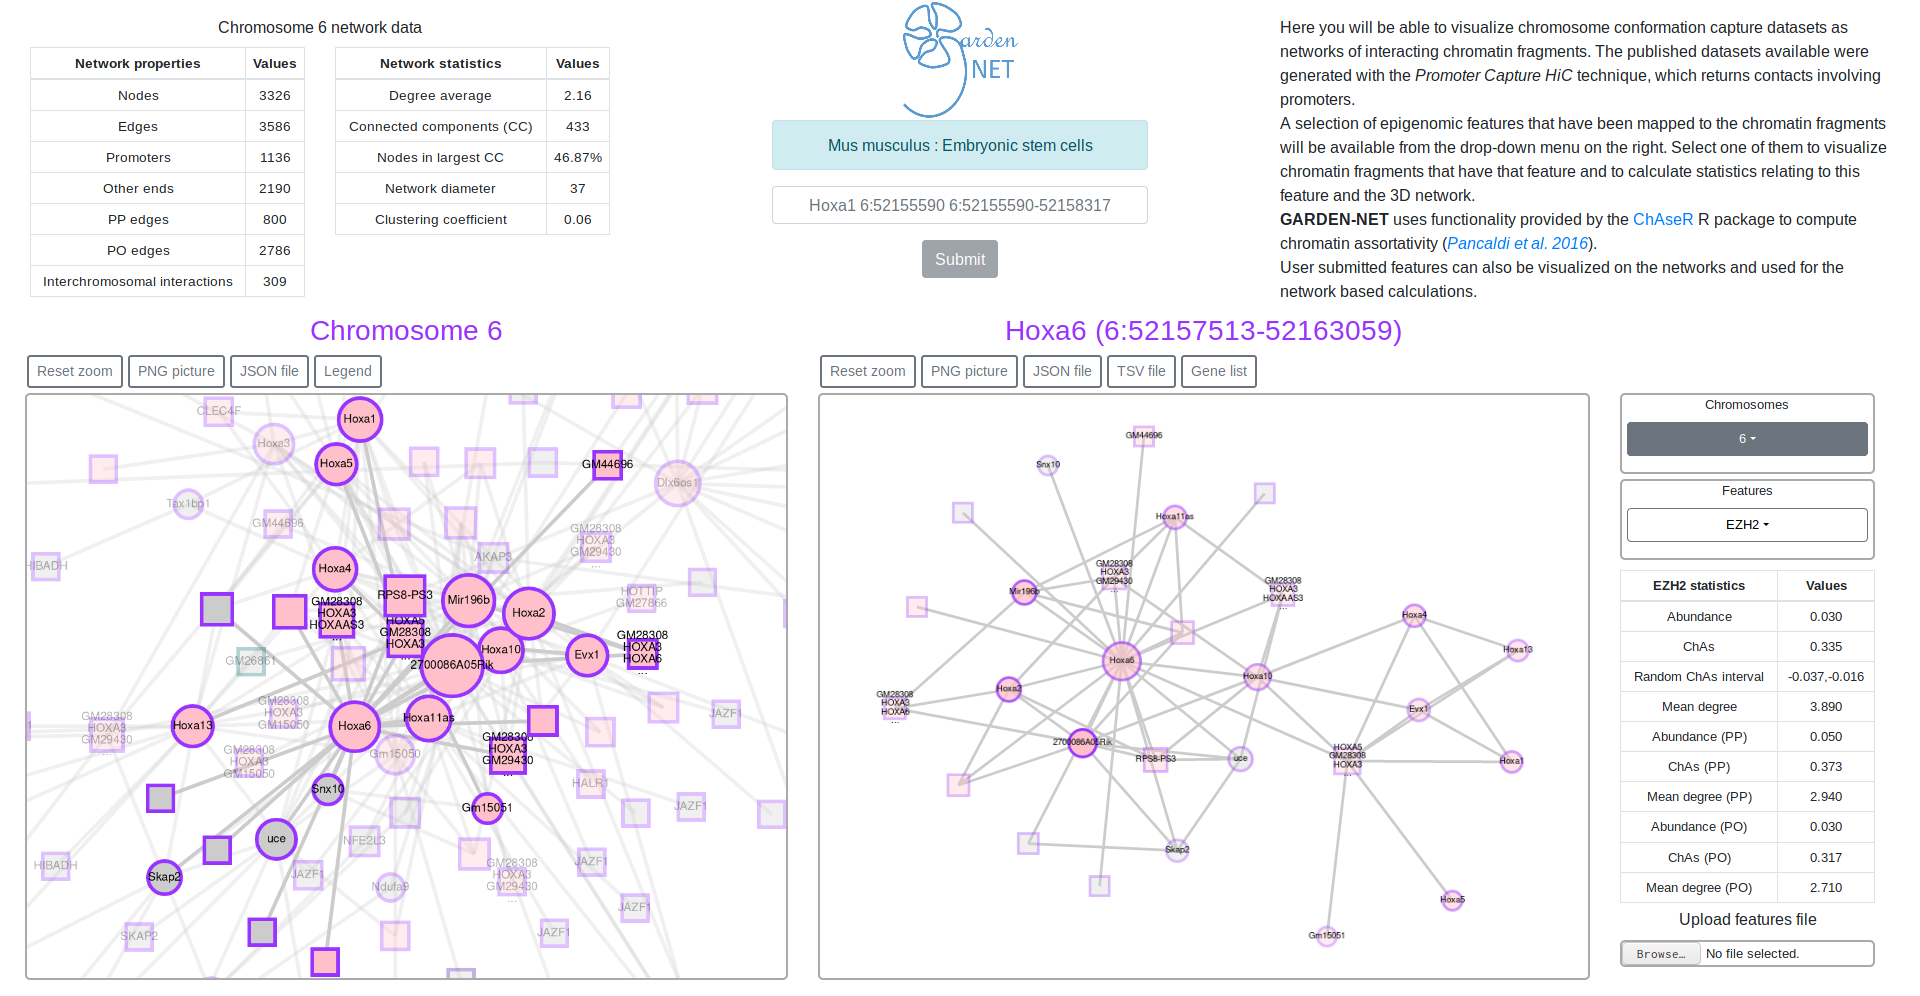 Chromosome 6 network data
Network properties Values
Nodes 3326
Edges 3586
Promoters 1136
Other ends 2190
PP edges 800
PO edges 2786
Interchromosomal interactions 309
Network statistics Values
Degree average 2.16
Connected components (CC) 433
Nodes in largest CC 46.87%
Network diameter 37
Clustering coefficient 0.06
arden
NET
Mus musculus : Embryonic stem cells
Hoxa1 6:52155590 6:52155590-52158317
Submit
Here you will be able to visualize chromosome conformation capture datasets as
networks of interacting chromatin fragments. The published datasets available were
generated with the Promoter Capture HiC technique, which returns contacts involving
promoters.
A selection of epigenomic features that have been mapped to the chromatin fragments
will be available from the drop-down menu on the right. Select one of them to visualize
chromatin fragments that have that feature and to calculate statistics relating to this
feature and the 3D network.
GARDEN-NET uses functionality provided by the ChAseR R package to compute
chromatin assortativity (Pancaldi et al. 2016).
User submitted features can also be visualized on the networks and used for the
network based calculations.
Chromosome 6
Reset zoom PNG picture JSON file Legend
CLEC4F
Hoxa1
Hoxa3
Hoxa5
GM44696
Dlx6os1
Tax1bp1
GM44696
GM28308
HOXA3
GM29430
...
AKAP3
HIBADH
Hoxa4
RPS8-PS3
Mir196b
Hoxa2
HOTTIP
GM27866
GM28308
HOXA3
HOXAAS3
...
HOXA5
GM28308
HOXA3
...
Hoxa10
Evx1
GM28308
HOXA3
HOXA6
...
GM26861
2700086A05Rik
GM28308
HOXA3
GM15050
GM28308
HOXA3
GM29430
Hoxa13
Hoxa6
Hoxa11as
JAZF1
GM28308
HOXA3
GM15050
Gm15050
GM28308
HOXA3
GM29430
...
Snx10
HALR1
Gm15051
JAZF1
uce
NFE2L3
HIBADH
Skap2
JAZF1
Ndufa9
GM28308
HOXA3
GM29430
...
JAZF1
JAZF1
SKAP2
JAZF1
Hoxa6 (6:52157513-52163059)
Reset zoom PNG picture JSON file TSV file Gene list
GM44696
Snx10
Hoxa11as
GM28308
HOXA3
GM29430
...
Mir196b
GM28308
HOXA3
HOXAAS3
...
Hoxa4
Hoxa13
Hoxa6
Hoxa10
Hoxa2
GM28308
HOXA3
HOXA6
...
Evx1
2700086A05Rik
RPS8-PS3
uce
HOXA5
GM28308
HOXA3
...
Hoxa1
Skap2
Hoxa5
Gm15051
Chromosomes
6
Features
EZH2
EZH2 statistics Values
Abundance 0.030
ChAs 0.335
Random ChAs interval -0.037,-0.016
Mean degree 3.890
Abundance (PP) 0.050
ChAs (PP) 0.373
Mean degree (PP) 2.940
Abundance (PO) 0.030
ChAs (PO) 0.317
Mean degree (PO) 2.710
Upload features file
Browse… No file selected.